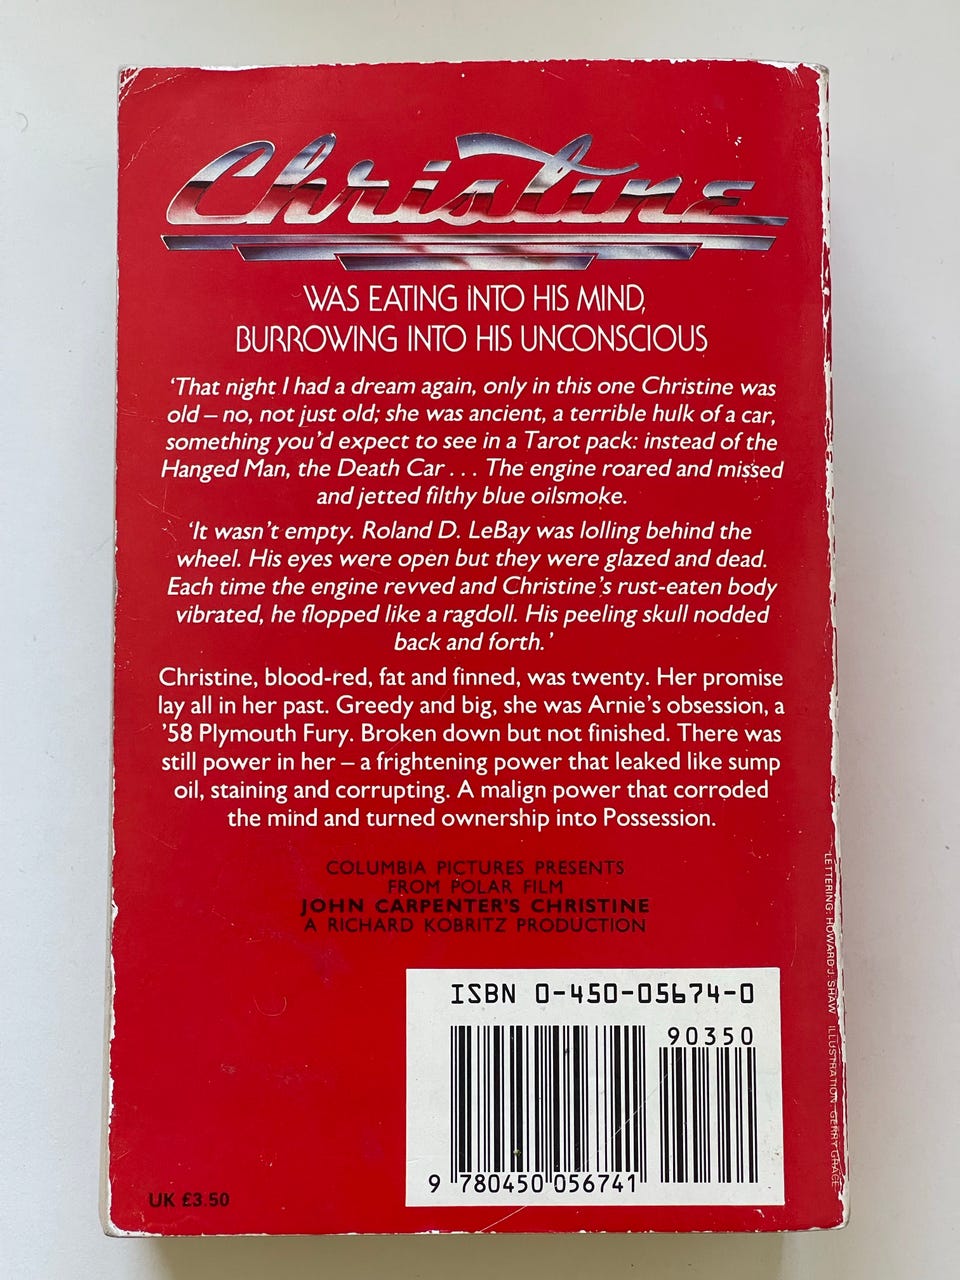 Christine
WAS EATING INTO HIS MIND,
BURROWING INTO HIS UNCONSCIOUS
‘That night I had a dream again, only in this one Christine was
old – no, not just old; she was ancient, a terrible hulk of a car,
something you’d expect to see in a Tarot pack: instead of the
Hanged Man, the Death Car . . . The engine roared and missed
and jetted filthy blue oilsmoke.
‘It wasn’t empty. Roland D. LeBay was lolling behind the
wheel. His eyes were open but they were glazed and dead.
Each time the engine revved and Christine’s rust-eaten body
vibrated, he flopped like a ragdoll. His peeling skull nodded
back and forth.’
Christine, blood-red, fat and finned, was twenty. Her promise
lay all in her past. Greedy and big, she was Arnie’s obsession, a
’58 Plymouth Fury. Broken down but not finished. There was
still power in her – a frightening power that leaked like sump
oil, staining and corrupting. A malign power that corroded
the mind and turned ownership into Possession.
COLUMBIA PICTURES PRESENTS
FROM POLAR FILM
JOHN CARPENTER’S CHRISTINE
A RICHARD KOBRITZ PRODUCTION
LETTERING: HOWARD J. SHAW ILLUSTRATION: GERRY GRACE
ISBN 0-450-05674-0
90350
9 780450 056741
UK £3.50